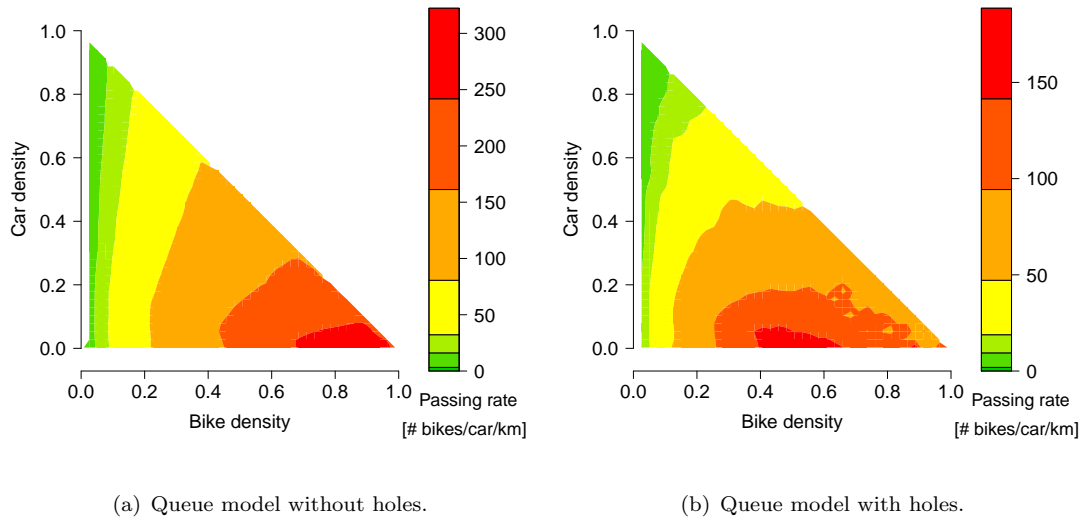 1.0
0.8
0.6
0.4
0.2
0.0
Car density
0.0 0.2 0.4 0.6 0.8 1.0
Bike density
300
250
200
150
100
50
0
Passing rate
[# bikes/car/km]
(a) Queue model without holes.
1.0
0.8
0.6
0.4
0.2
0.0
Car density
0.0 0.2 0.4 0.6 0.8 1.0
Bike density
150
100
50
0
Passing rate
[# bikes/car/km]
(b) Queue model with holes.